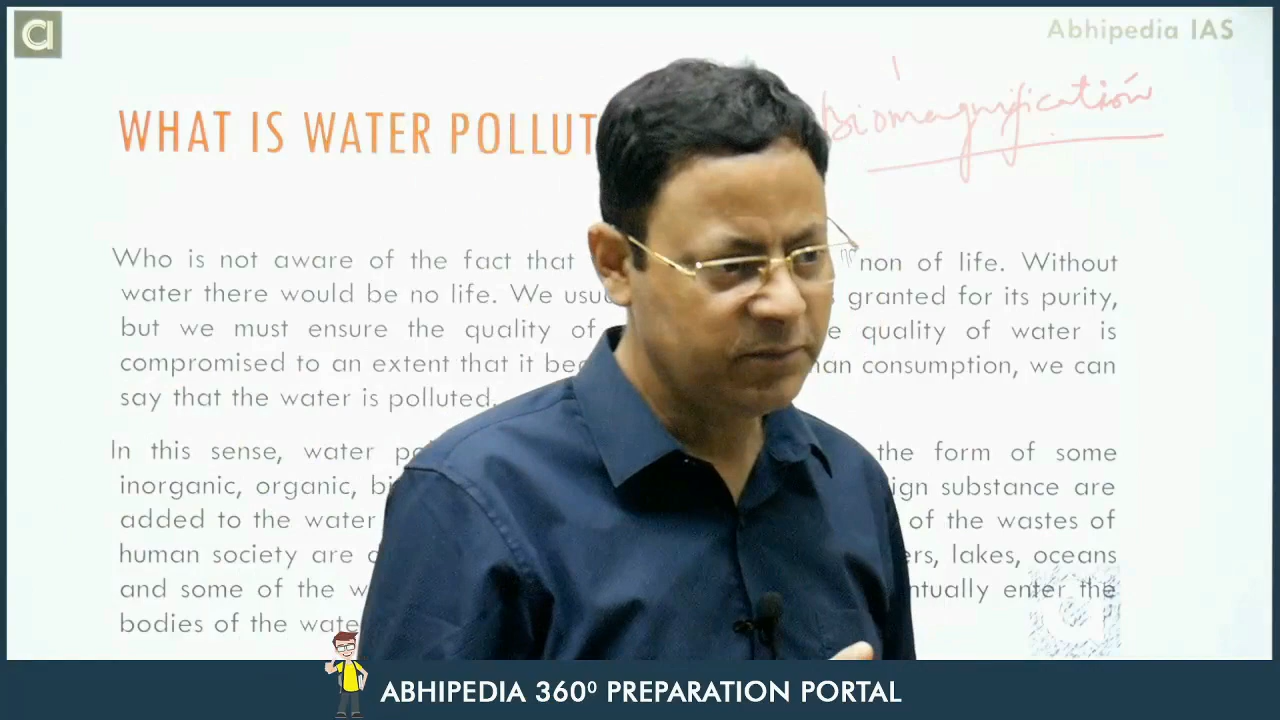 Abhipedia IAS
Biomagnification
WHAT IS WATER POLLUT
Who is not aware of the fact that non of life. Without
water there would be no life. We usu granted for its purity,
but we must ensure the quality of quality of water is
compromised to an extent that it bec an consumption, we can
say that the water is polluted.
In this sense, water po the form of some
inorganic, organic, bi ign substance are
added to the water of the wastes of
human society are ers, lakes, oceans
and some of the w ntually enter the
bodies of the wate
ABHIPEDIA 360⁰ PREPARATION PORTAL